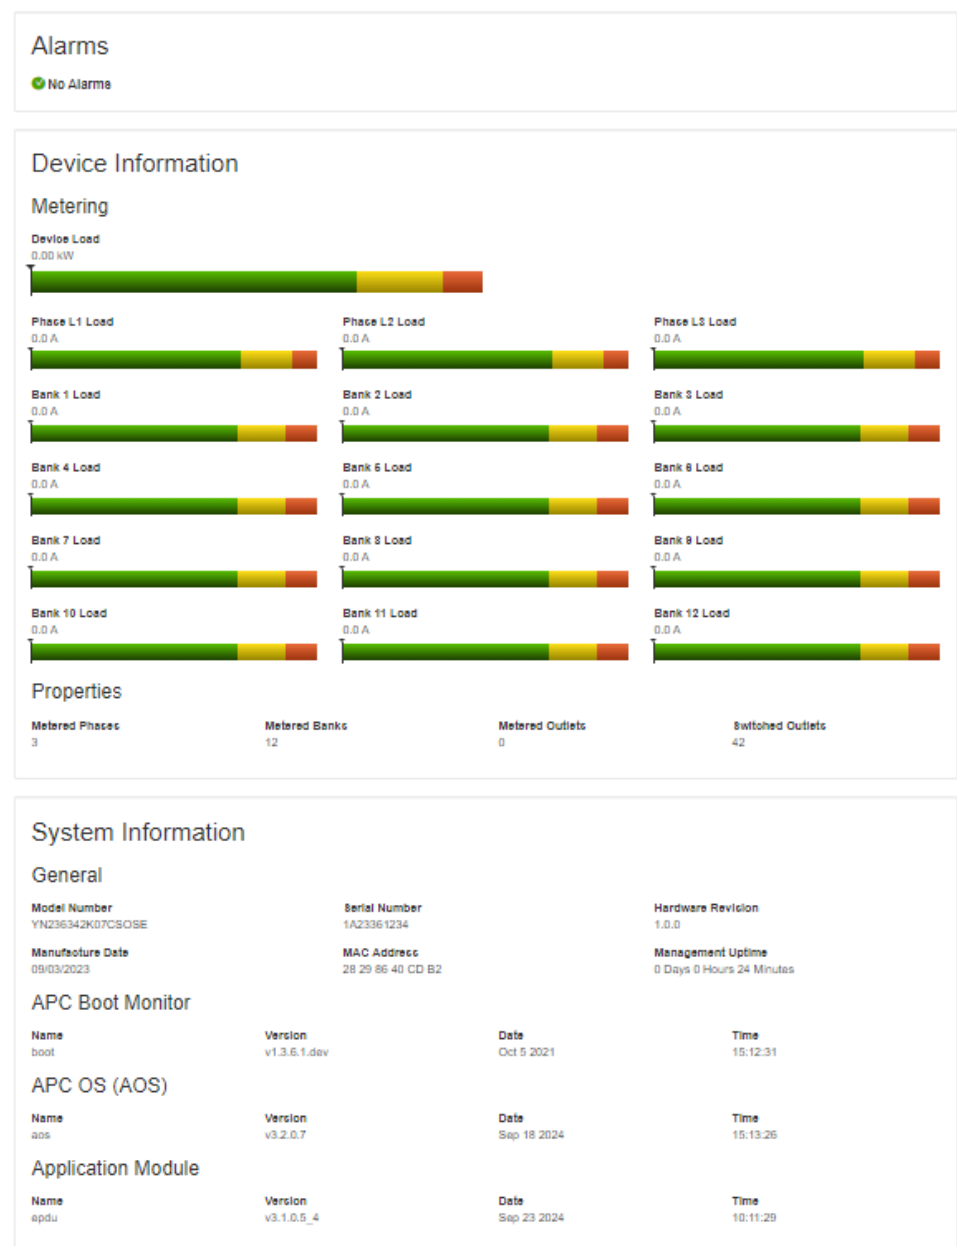 Alarms
No Alarms
Device Information
Metering
Device Load
0.00 kW
Phase L1 Load Phase L2 Load Phase L3 Load
0.0 A 0.0 A 0.0 A
Bank 1 Load Bank 2 Load Bank 3 Load
0.0 A 0.0 A 0.0 A
Bank 4 Load Bank 5 Load Bank 6 Load
0.0 A 0.0 A 0.0 A
Bank 7 Load Bank 8 Load Bank 9 Load
0.0 A 0.0 A 0.0 A
Bank 10 Load Bank 11 Load Bank 12 Load
0.0 A 0.0 A 0.0 A
Properties
Metered Phases Metered Banks Metered Outlets Switched Outlets
3 12 0 42
System Information
General
Model Number Serial Number Hardware Revision
YN236342K07CSOSE 1A23361234 1.0.0
Manufacture Date MAC Address Management Uptime
09/03/2023 28 29 86 40 CD B2 0 Days 0 Hours 24 Minutes
APC Boot Monitor
Name Version Date Time
boot v1.3.6.1.dev Oct 5 2021 15:12:31
APC OS (AOS)
Name Version Date Time
aos v3.2.0.7 Sep 18 2024 15:13:26
Application Module
Name Version Date Time
epdu v3.1.0.5_4 Sep 23 2024 10:11:29